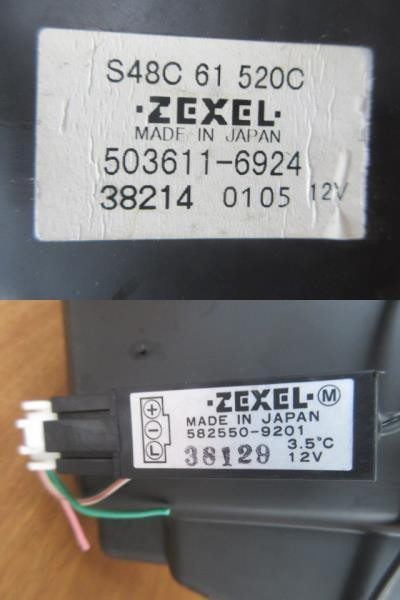 S48C 61 520C
·ZEXEL·
MADE IN JAPAN
503611-6924
38214 0105 12V
·ZEXEL· M
MADE IN JAPAN
582550-9201
3.5°C
38129 12V
+
-
L